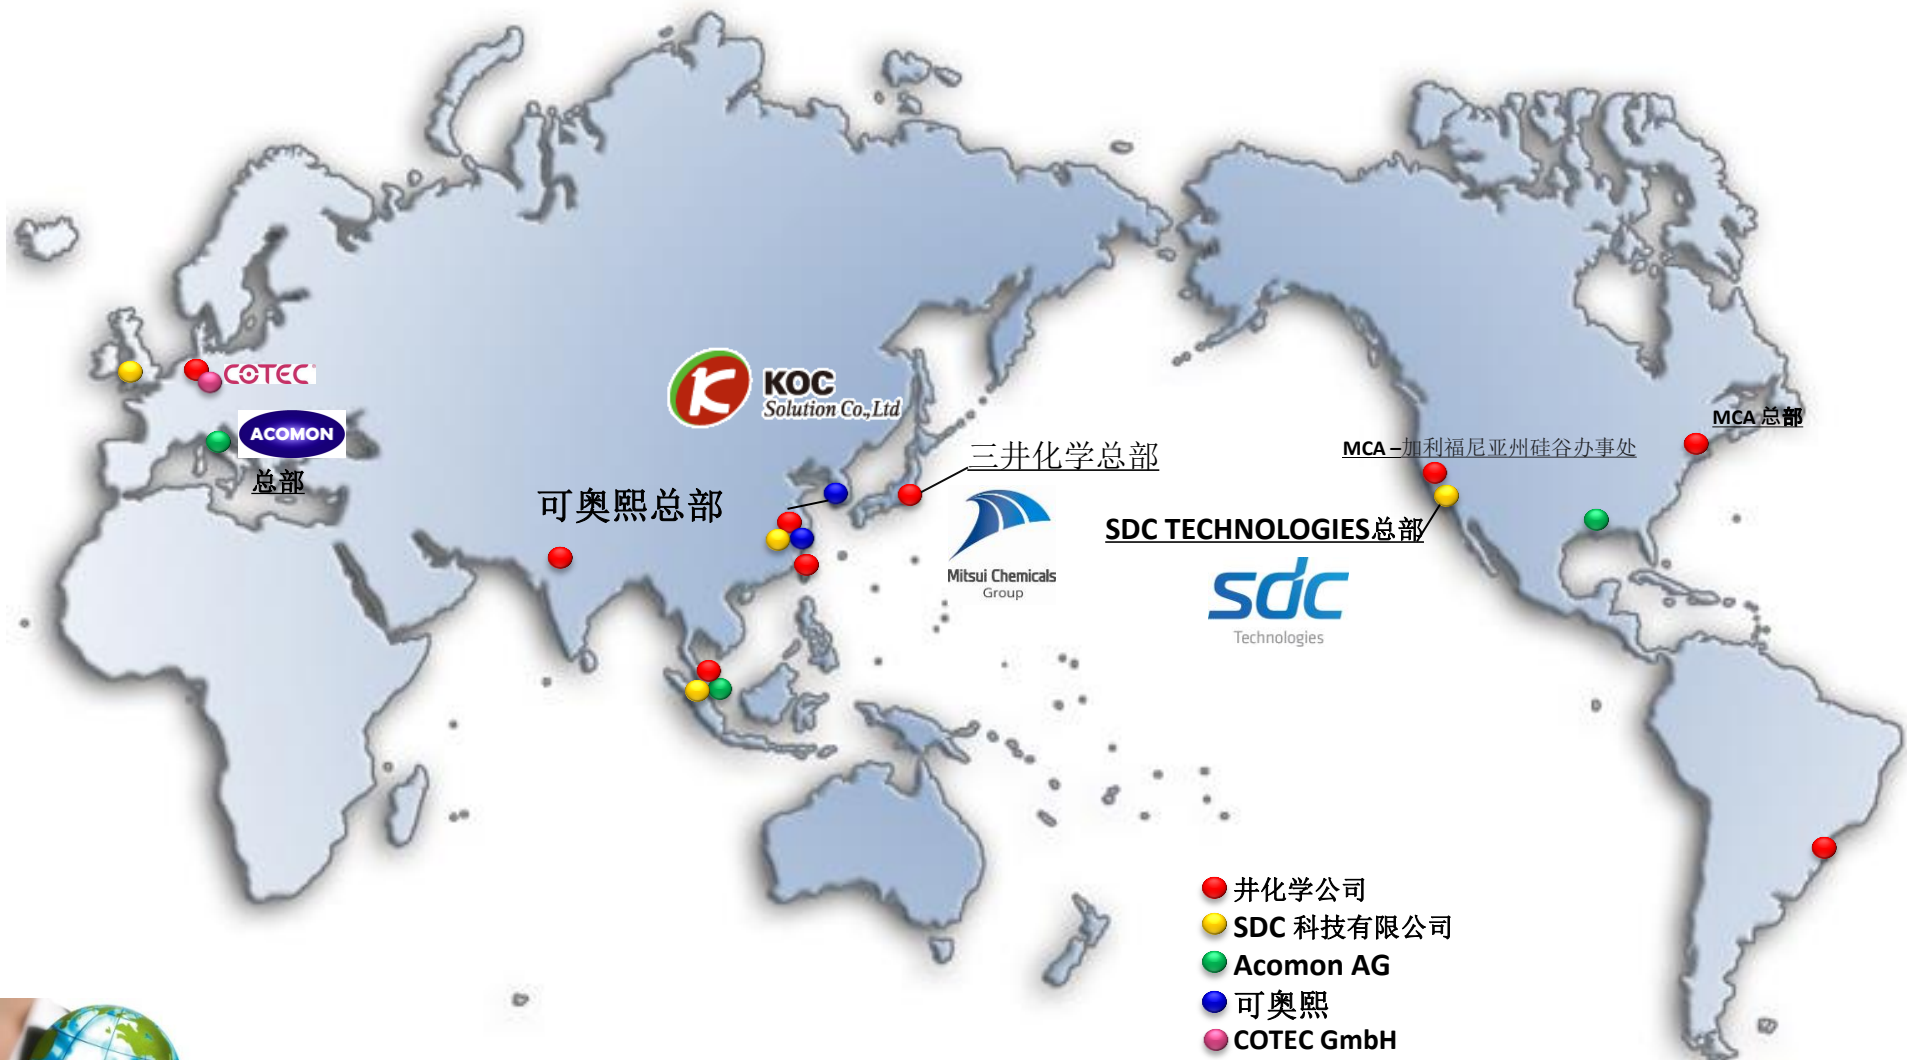 COTEC
ACOMON
总部
KOC
Solution Co.,Ltd
可奥熙总部
三井化学总部
Mitsui Chemicals
Group
MCA 总部
MCA –加利福尼亚州硅谷办事处
SDC TECHNOLOGIES总部
sdc
Technologies
井化学公司
SDC 科技有限公司
Acomon AG
可奥熙
COTEC GmbH